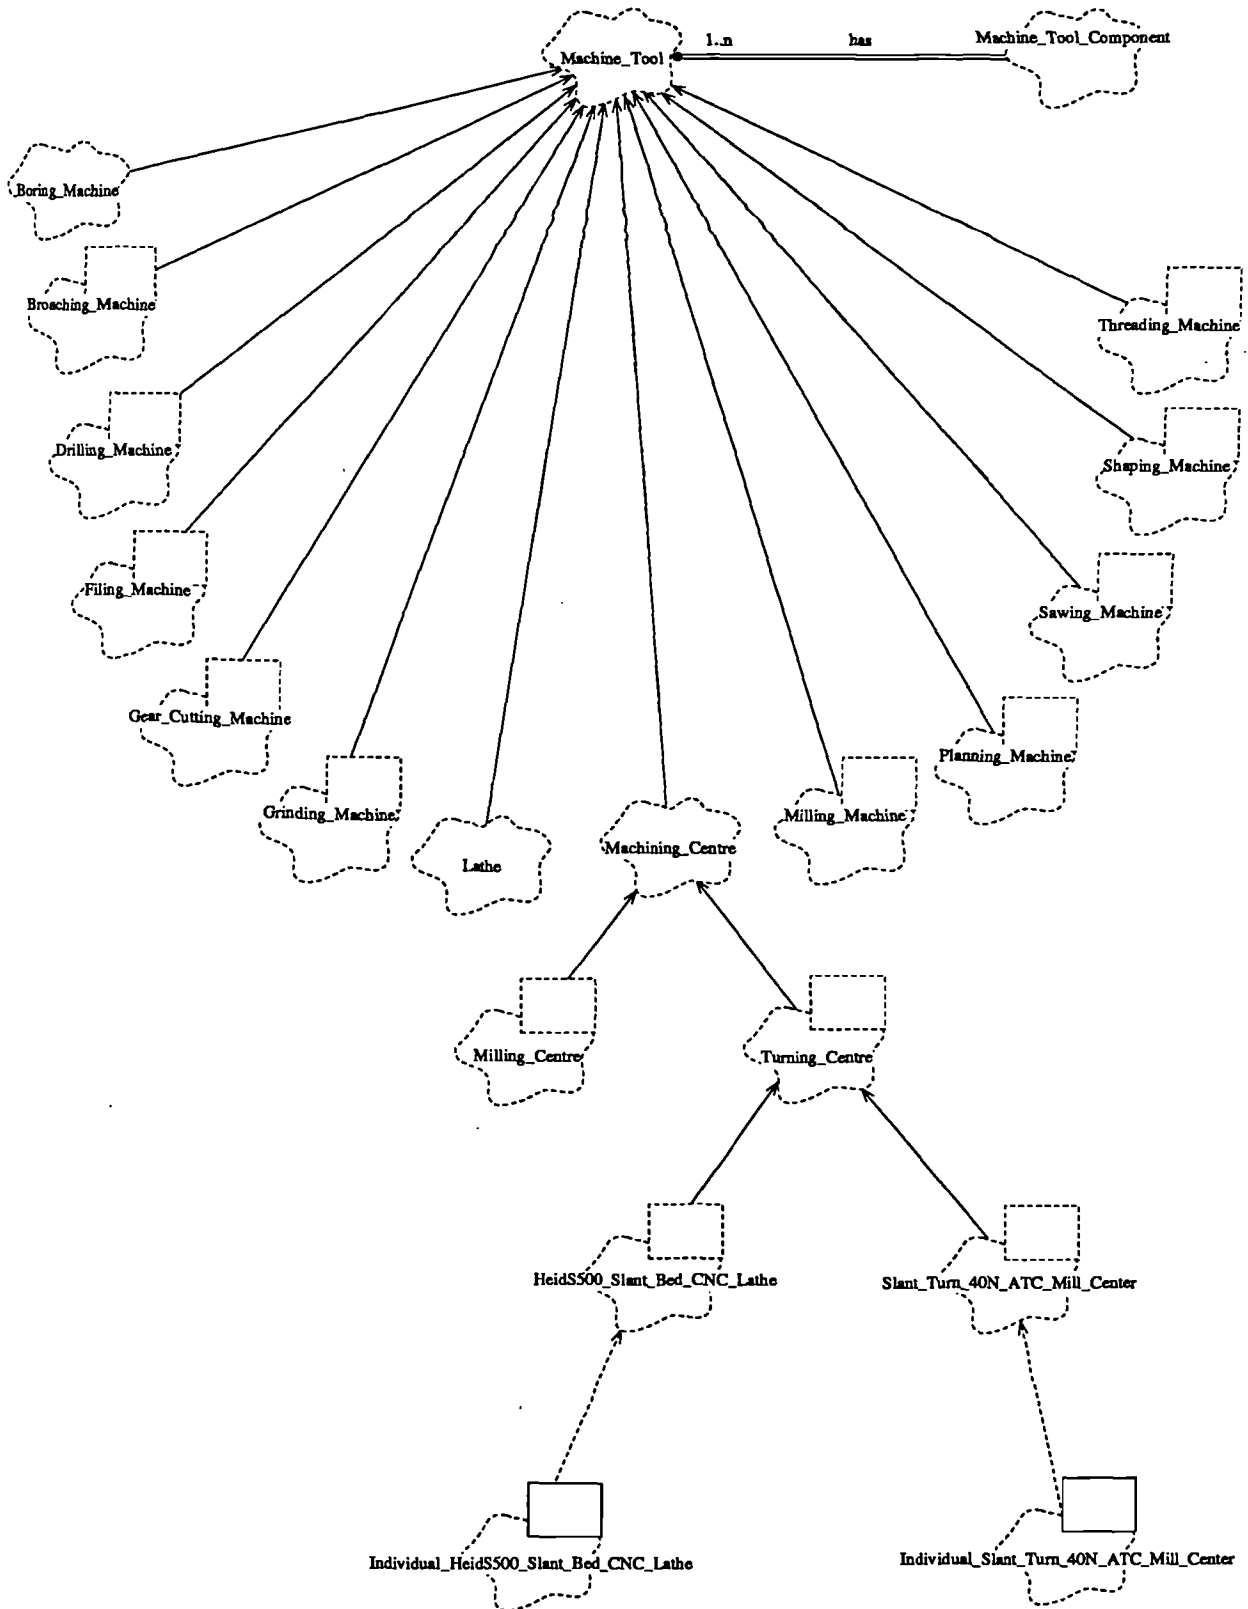 1..n
has
Machine_Tool_Component
Machine_Tool
Boring_Machine
Broaching_Machine
Threading_Machine
Drilling_Machine
Shaping_Machine
Filing_Machine
Sawing_Machine
Gear_Cutting_Machine
Planning_Machine
Grinding_Machine
Milling_Machine
Machining_Centre
Lathe
Milling_Centre
Turning_Centre
HeidS500_Slant_Bed_CNC_Lathe
Slant_Turn_40N_ATC_Mill_Center
Individual_HeidS500_Slant_Bed_CNC_Lathe
Individual_Slant_Turn_40N_ATC_Mill_Center